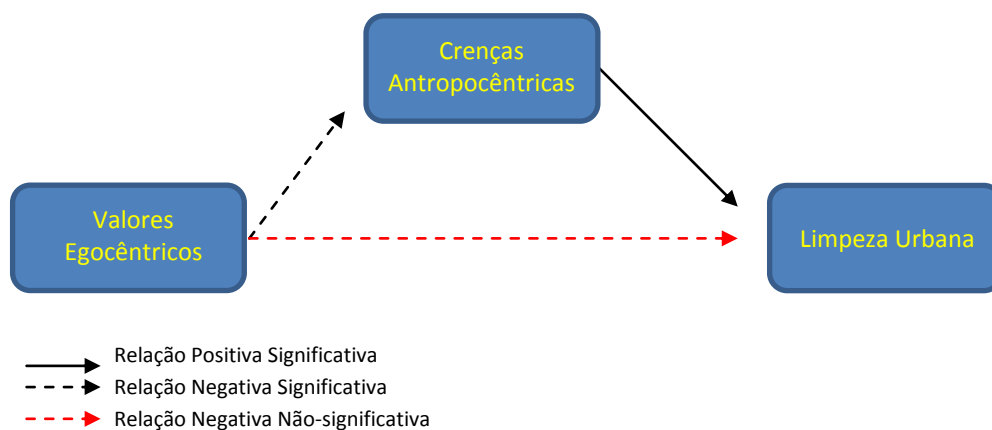 Crenças
Antropocêntricas
Valores
Egocêntricos
Limpeza Urbana
Relação Positiva Significativa
Relação Negativa Significativa
Relação Negativa Não-significativa